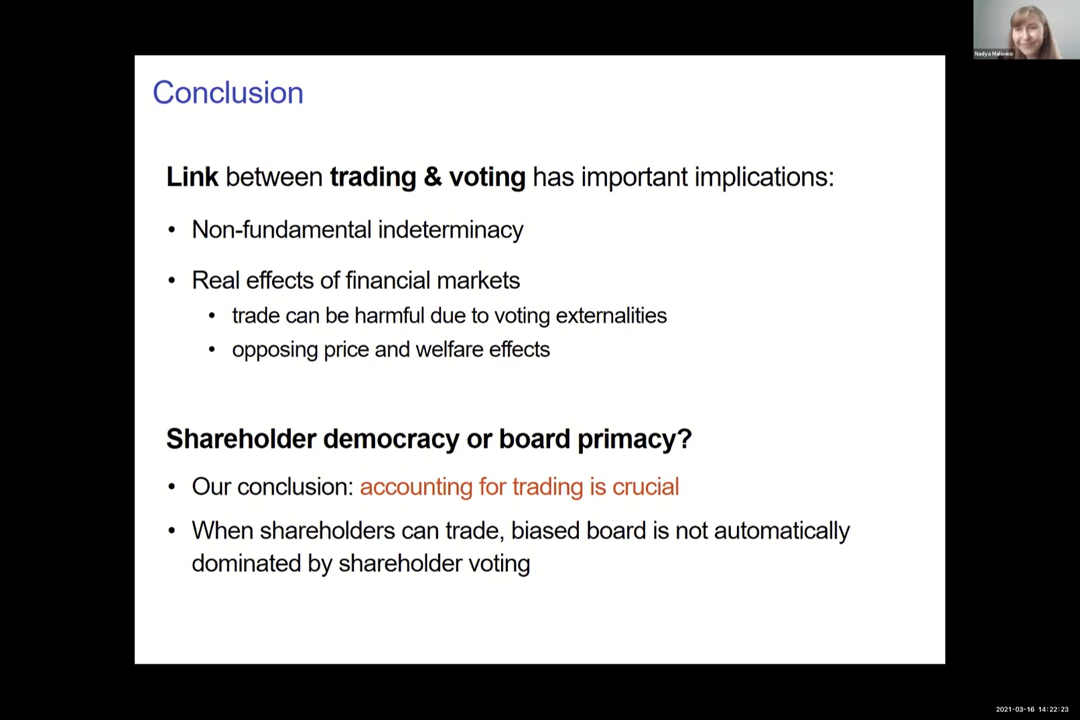 Nadya Malenko
Conclusion
Link between trading & voting has important implications:
• Non-fundamental indeterminacy
• Real effects of financial markets
• trade can be harmful due to voting externalities
• opposing price and welfare effects
Shareholder democracy or board primacy?
• Our conclusion: accounting for trading is crucial
• When shareholders can trade, biased board is not automatically
dominated by shareholder voting
2021-03-16 14:22:23